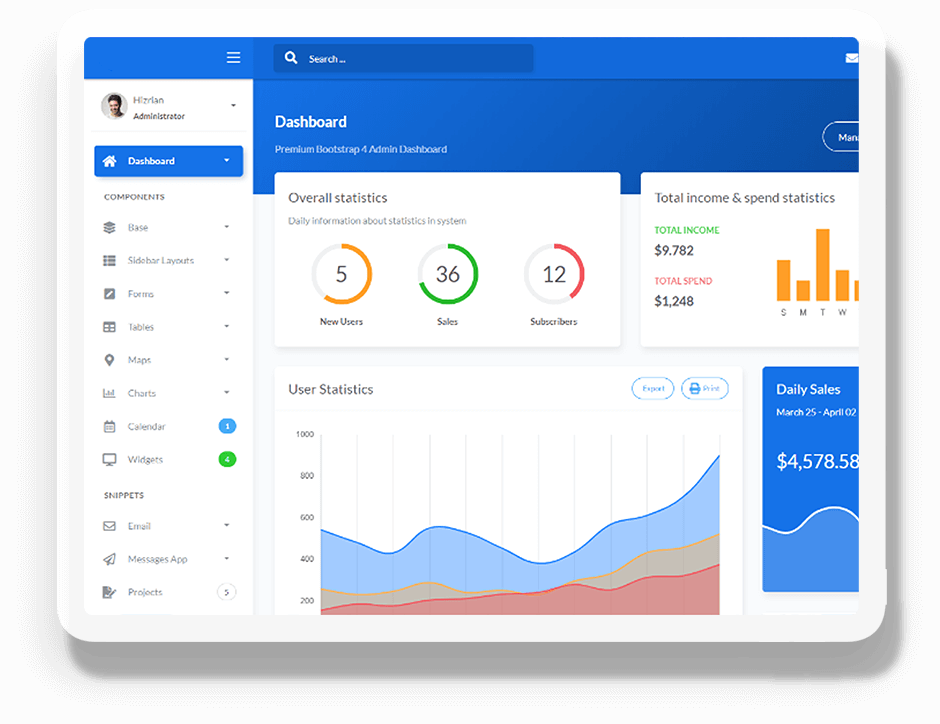 Search ...
Hizrian
Administrator
Dashboard
COMPONENTS
Base
Sidebar Layouts
Forms
Tables
Maps
Charts
Calendar 1
Widgets 4
SNIPPETS
Email
Messages App
Projects 5
Dashboard
Premium Bootstrap 4 Admin Dashboard
Mana
Overall statistics
Daily information about statistics in system
5
36
12
New Users
Sales
Subscribers
Total income & spend statistics
TOTAL INCOME
$9.782
TOTAL SPEND
$1,248
S M T W
User Statistics
Export
Print
1000
800
600
400
200
Daily Sales
March 25 - April 02
$4,578.58